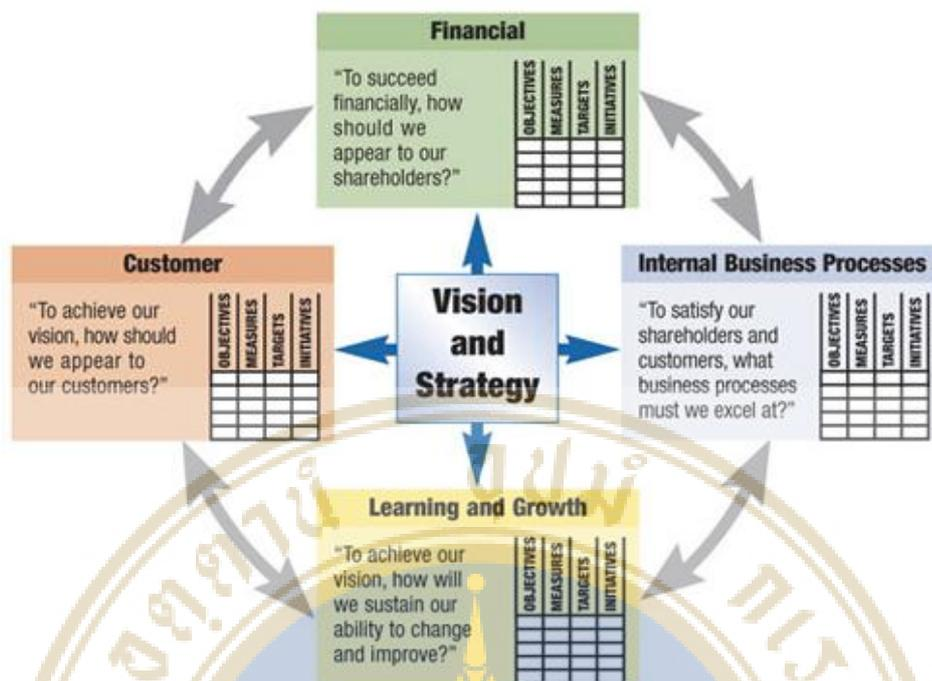 Financial
“To succeed
financially, how
should we
appear to our
shareholders?”
OBJECTIVES
MEASURES
TARGETS
INITIATIVES
Customer
“To achieve our
vision, how should
we appear to
our customers?”
OBJECTIVES
MEASURES
TARGETS
INITIATIVES
Vision
and
Strategy
Internal Business Processes
“To satisfy our
shareholders and
customers, what
business processes
must we excel at?”
OBJECTIVES
MEASURES
TARGETS
INITIATIVES
Learning and Growth
“To achieve our
vision, how will
we sustain our
ability to change
and improve?”
OBJECTIVES
MEASURES
TARGETS
INITIATIVES